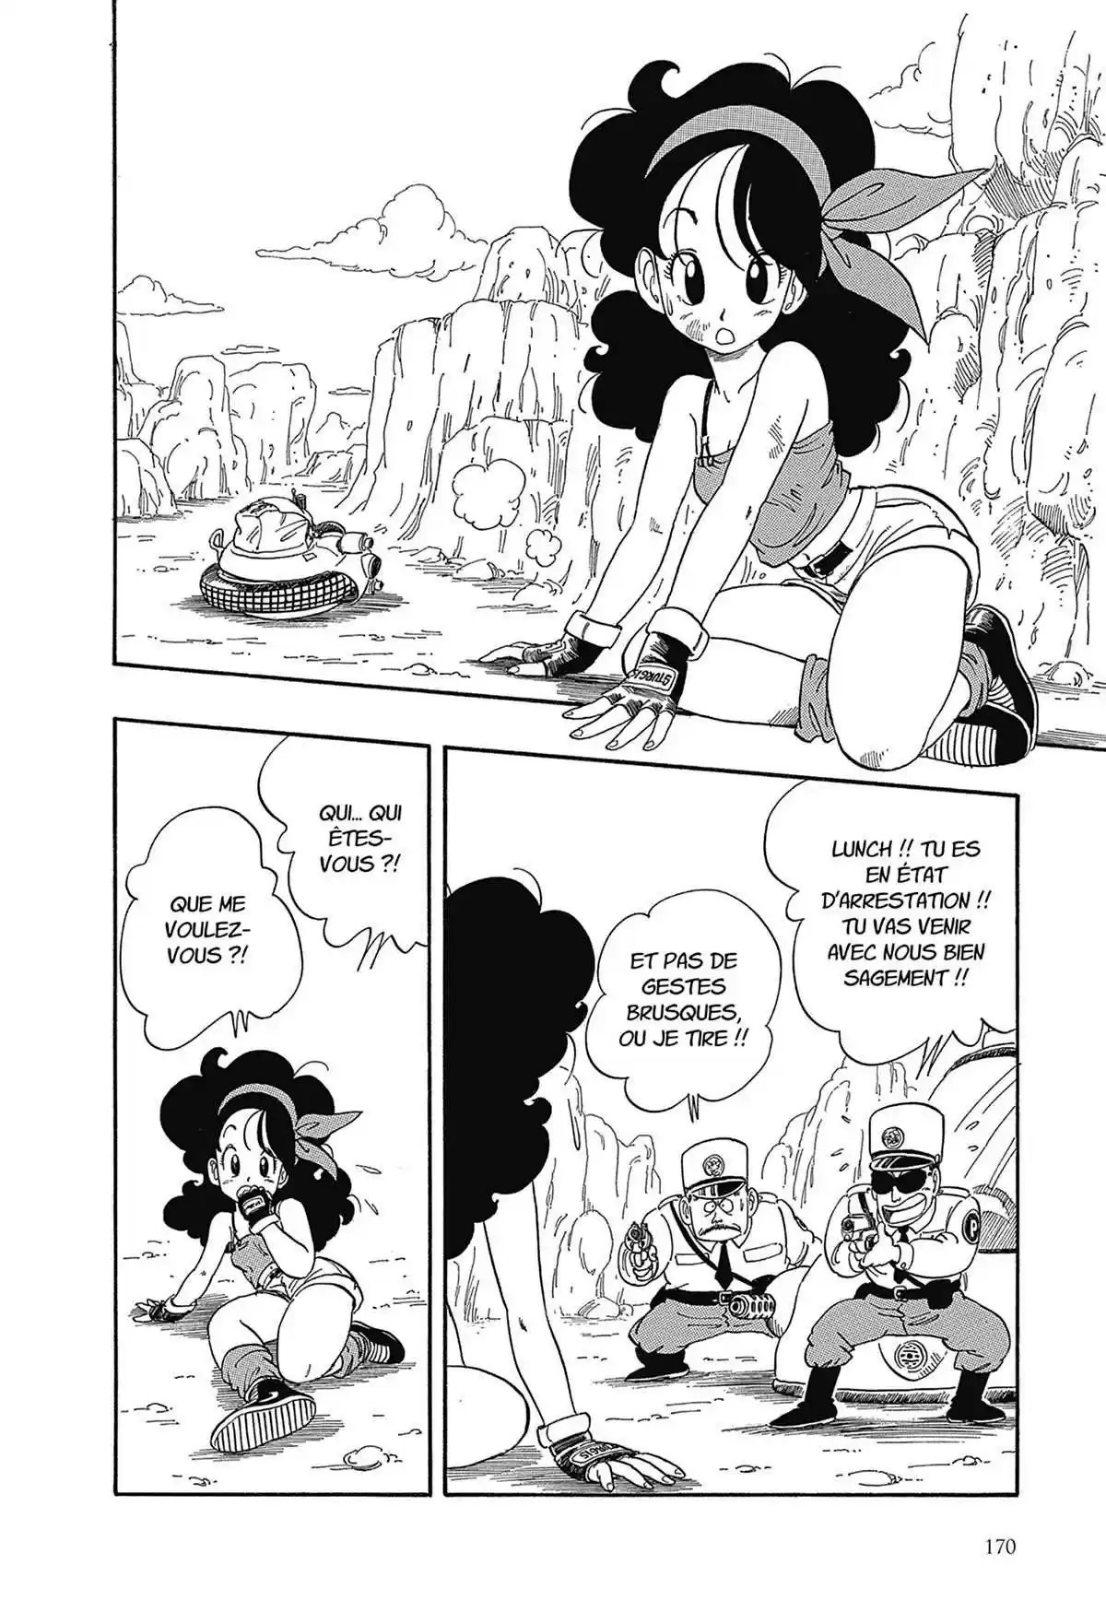 STURGIS
LUNCH !! TU ES
EN ÉTAT
D'ARRESTATION !!
TU VAS VENIR
AVEC NOUS BIEN
SAGEMENT !!
ET PAS DE
GESTES
BRUSQUES,
OU JE TIRE !!
P
QUI... QUI
ÊTES-
VOUS ?!
QUE ME
VOULEZ-
VOUS ?!
170